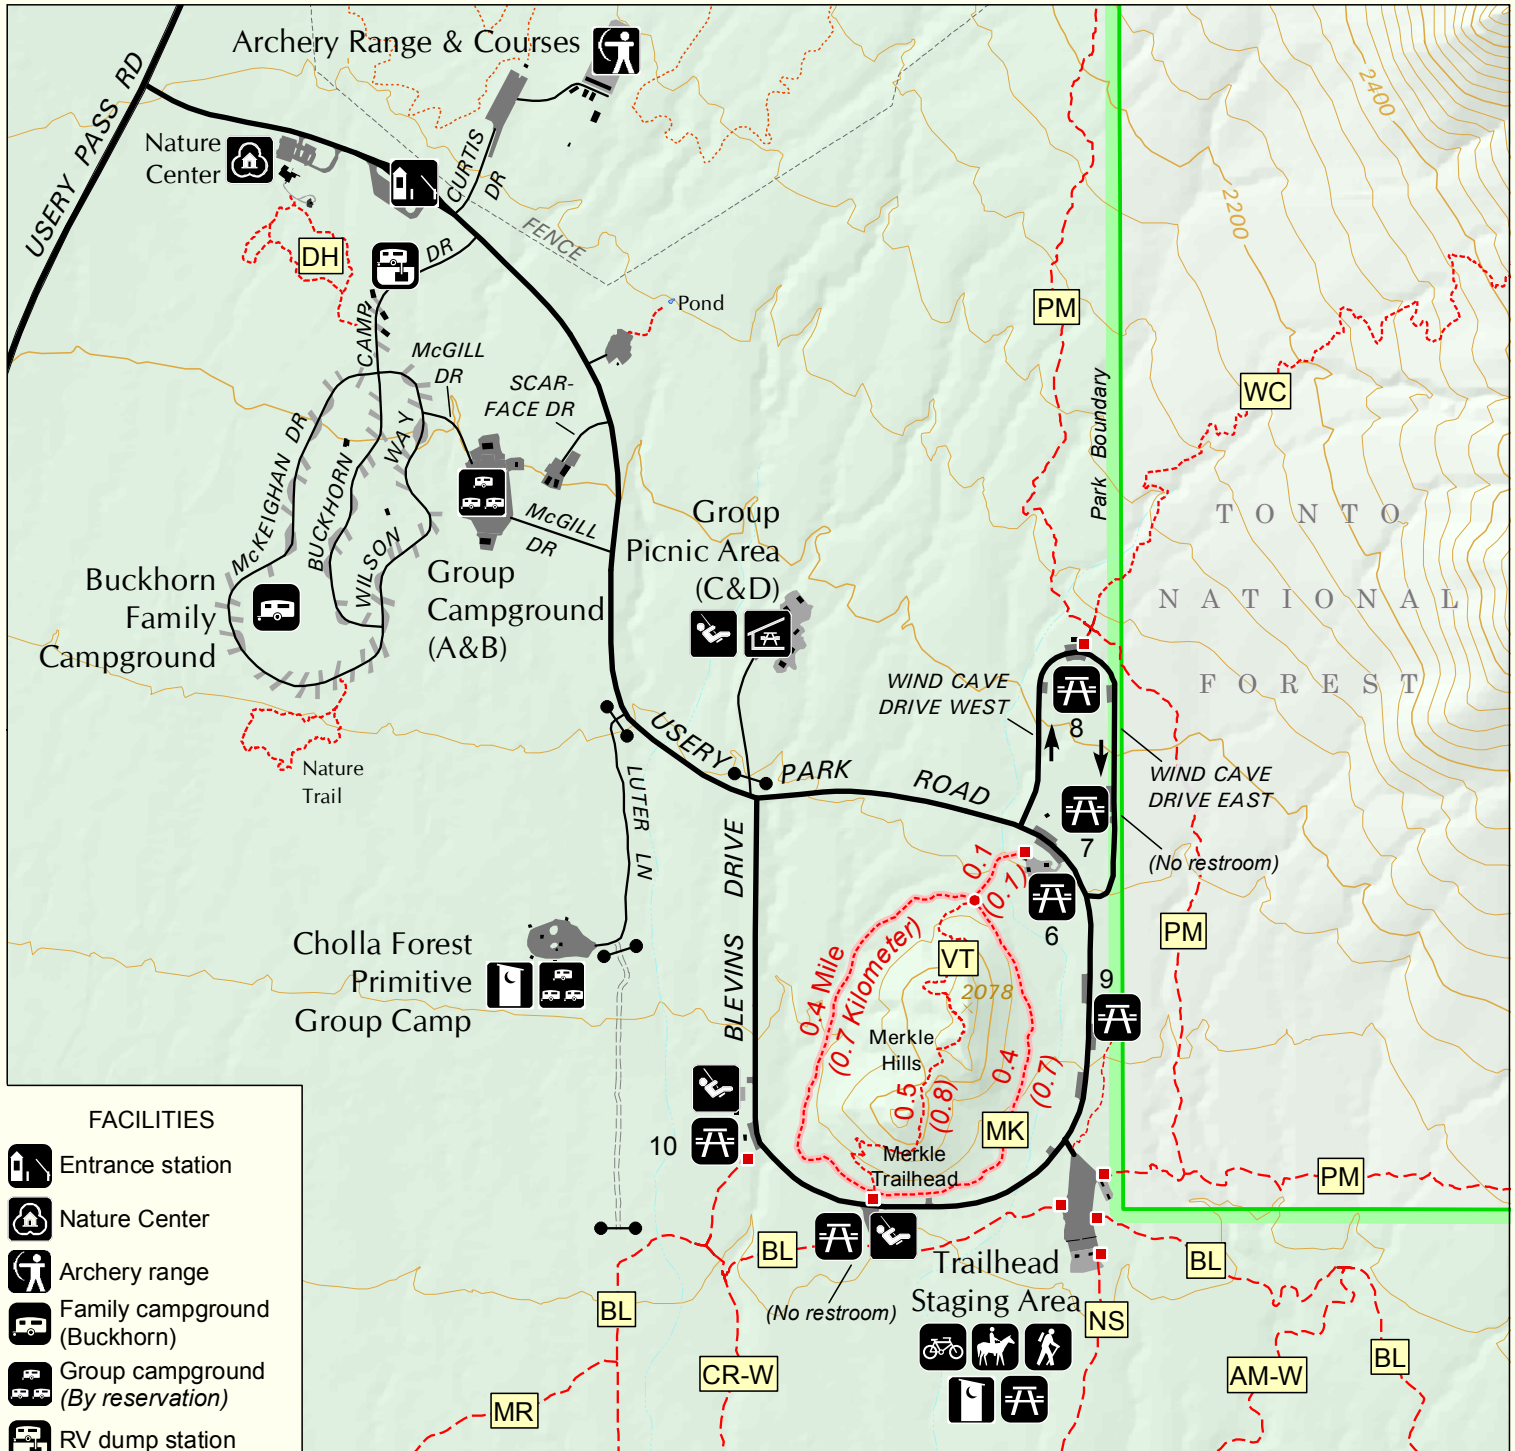 Archery Range & Courses
USERY PASS RD
Nature
Center
CURTIS
DR
FENCE
2400
2200
DH
DR
CAMP
Pond
PM
McGILL
DR
SCAR-
FACE DR
WC
Park Boundary
McKEIGHAN DR
BUCKHORN
WAY
WILSON
McGILL
DR
Group
Picnic Area
(C&D)
TONTO
NATIONAL
FOREST
Buckhorn
Family
Campground
Group
Campground
(A&B)
WIND CAVE
DRIVE WEST
8
WIND CAVE
DRIVE EAST
USERY PARK ROAD
Nature
Trail
LUTER LN
7
(No restroom)
BLEVINS DRIVE
0.1
(0.1)
6
PM
VT
2078
9
0.4 Mile
(0.7 Kilometer)
Cholla Forest
Primitive
Group Camp
Merkle
Hills
0.5
(0.8)
0.4
(0.7)
MK
10
Merkle
Trailhead
PM
BL
(No restroom)
Trailhead
Staging Area
BL
BL
NS
CR-W
MR
AM-W
BL
FACILITIES
Entrance station
Nature Center
Archery range
Family campground
(Buckhorn)
Group campground
(By reservation)
RV dump station